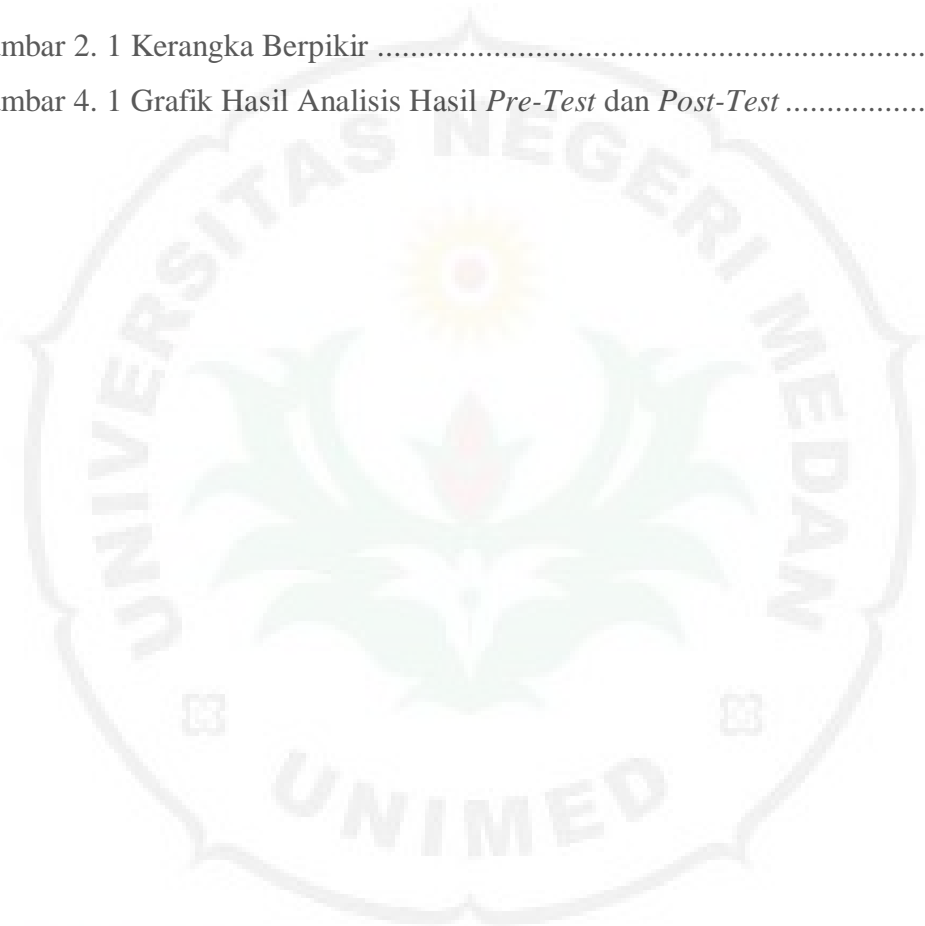 mbar 2. 1 Kerangka Berpikir ..................................................................................
mbar 4. 1 Grafik Hasil Analisis Hasil Pre-Test dan Post-Test .................
UNIVERSITAS NEGERI MEDAN
UNIMED